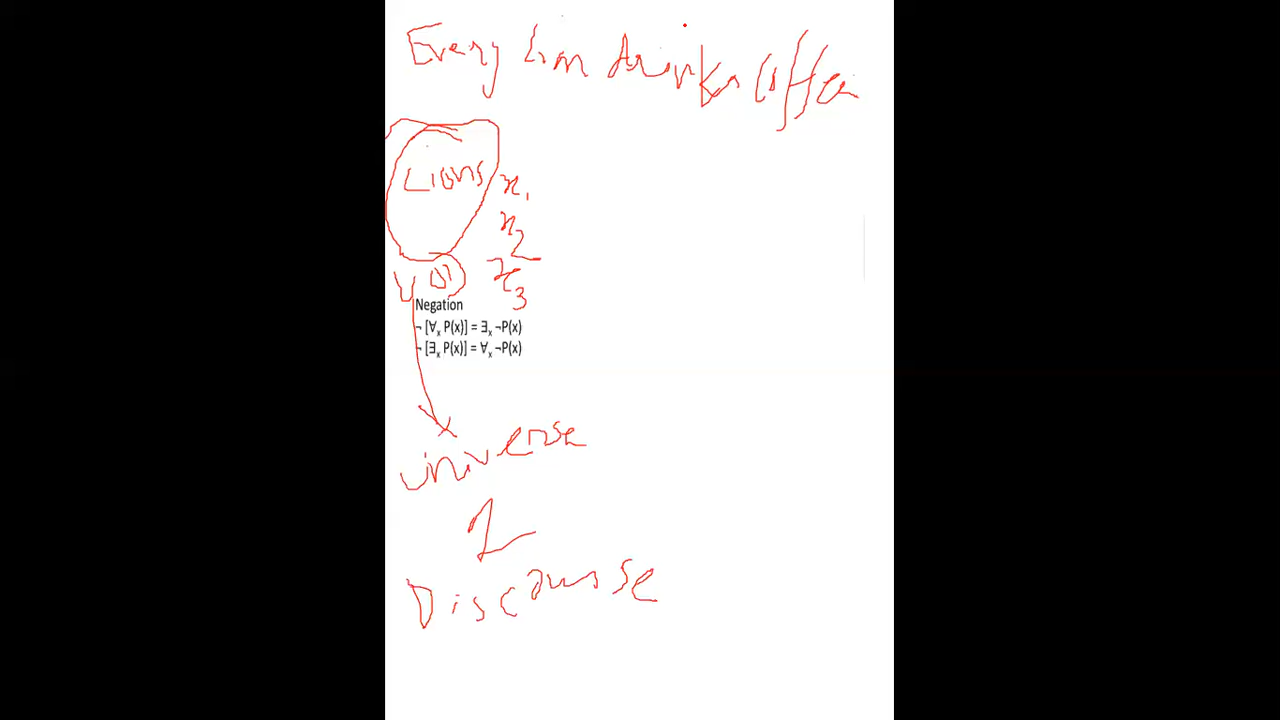 Every Lion drinks Coffee
Lions
x₁
x₂
x₃
U D
Negation
¬ [∀ₓ P(x)] = ∃ₓ ¬P(x)
¬ [∃ₓ P(x)] = ∀ₓ ¬P(x)
universe
Discourse